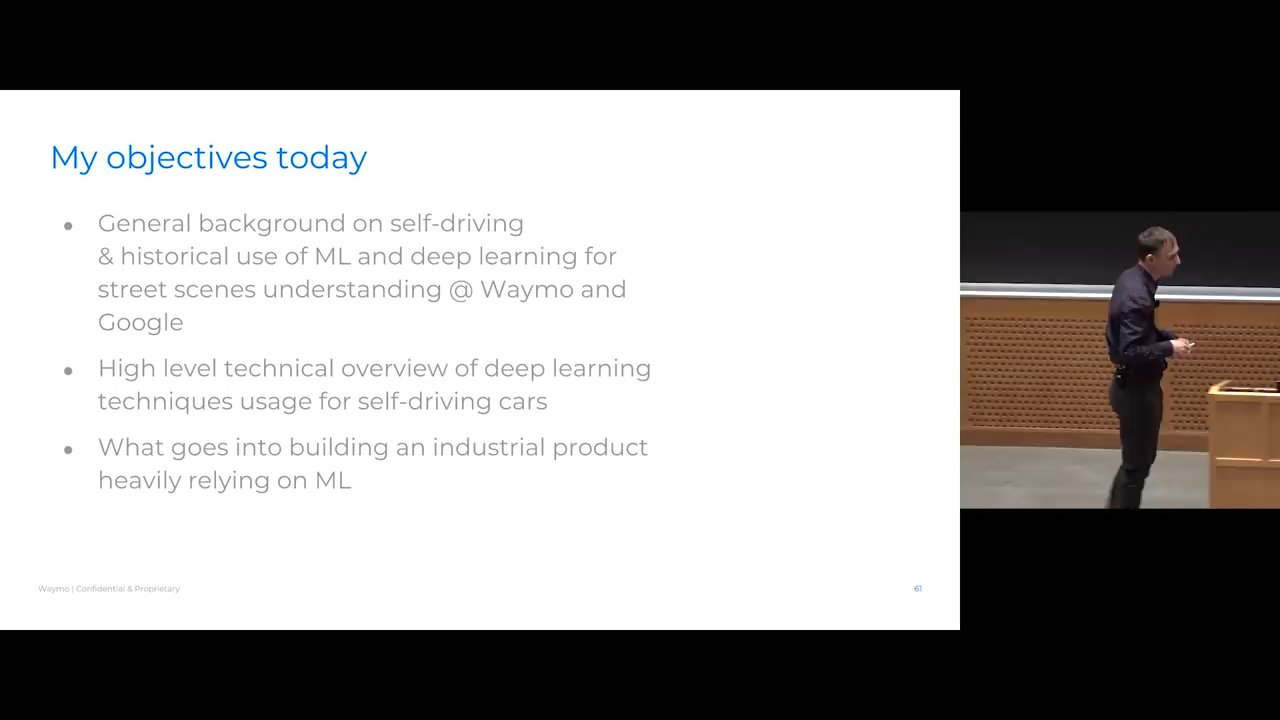 My objectives today
● General background on self-driving
& historical use of ML and deep learning for
street scenes understanding @ Waymo and
Google
● High level technical overview of deep learning
techniques usage for self-driving cars
● What goes into building an industrial product
heavily relying on ML
Waymo | Confidential & Proprietary
61